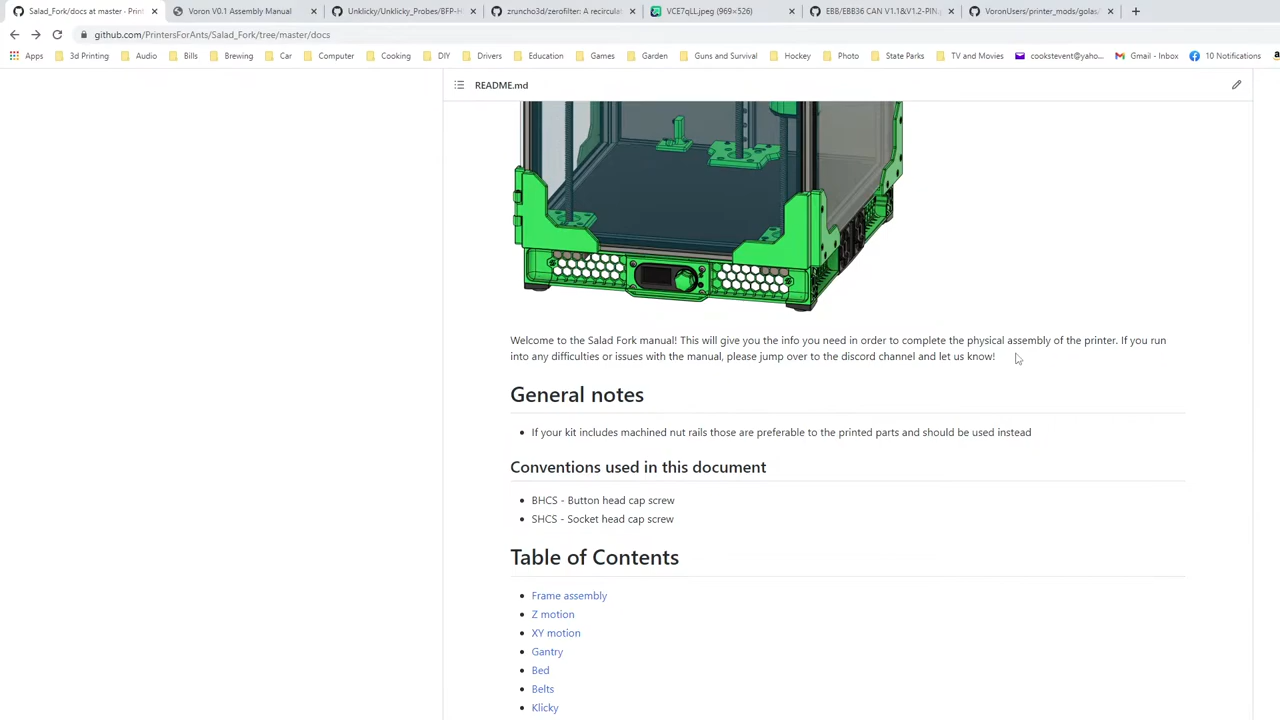 Salad_Fork/docs at master · Prin
Voron V0.1 Assembly Manual
Unklicky/Unklicky_Probes/BFP-H
zruncho3d/zerofilter: A recircula
VCE7qLL.jpeg (969×526)
EBB/EBB36 CAN V1.1&V1.2-PIN.
VoronUsers/printer_mods/golas/
github.com/PrintersForAnts/Salad_Fork/tree/master/docs
Apps
3d Printing
Audio
Bills
Brewing
Car
Computer
Cooking
DIY
Drivers
Education
Games
Garden
Guns and Survival
Hockey
Photo
State Parks
TV and Movies
cookstevent@yaho...
Gmail - Inbox
10 Notifications
README.md
Welcome to the Salad Fork manual! This will give you the info you need in order to complete the physical assembly of the printer. If you run
into any difficulties or issues with the manual, please jump over to the discord channel and let us know!
General notes
• If your kit includes machined nut rails those are preferable to the printed parts and should be used instead
Conventions used in this document
• BHCS - Button head cap screw
• SHCS - Socket head cap screw
Table of Contents
• Frame assembly
• Z motion
• XY motion
• Gantry
• Bed
• Belts
• Klicky